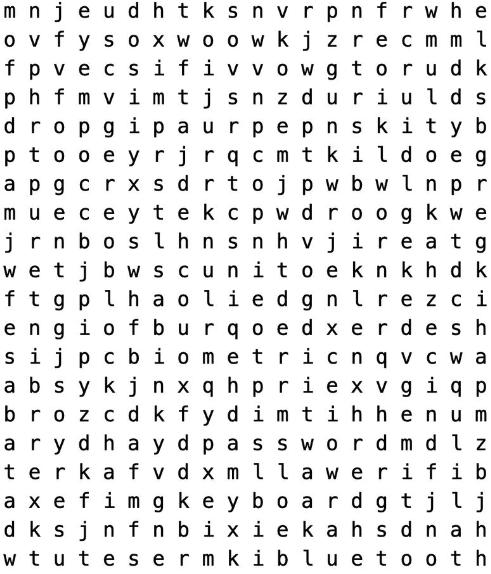 m n j e u d h t k s n v r p n f r w h e
o v f y s o x w o o w k j z r e c m m l
f p v e c s i f i v v o w g t o r u d k
p h f m v i m t j s n z d u r i u l d s
d r o p g i p a u r p e p n s k i t y b
p t o o e y r j r q c m t k i l d o e g
a p g c r x s d r t o j p w b w l n p r
m u e c e y t e k c p w d r o o g k w e
j r n b o s l h n s n h v j i r e a t g
w e t j b w s c u n i t o e k n k h d k
f t g p l h a o l i e d g n l r e z c i
e n g i o f b u r q o e d x e r d e s h
s i j p c b i o m e t r i c n q v c w a
a b s y k j n x q h p r i e x v g i q p
b r o z c d k f y d i m t i h h e n u m
a r y d h a y d p a s s w o r d m d l z
t e r k a f v d x m l l a w e r i f i b
a x e f i m g k e y b o a r d g t j l j
d k s j n f n b i x i e k a h s d n a h
w t u t e s e r m k i b l u e t o o t h